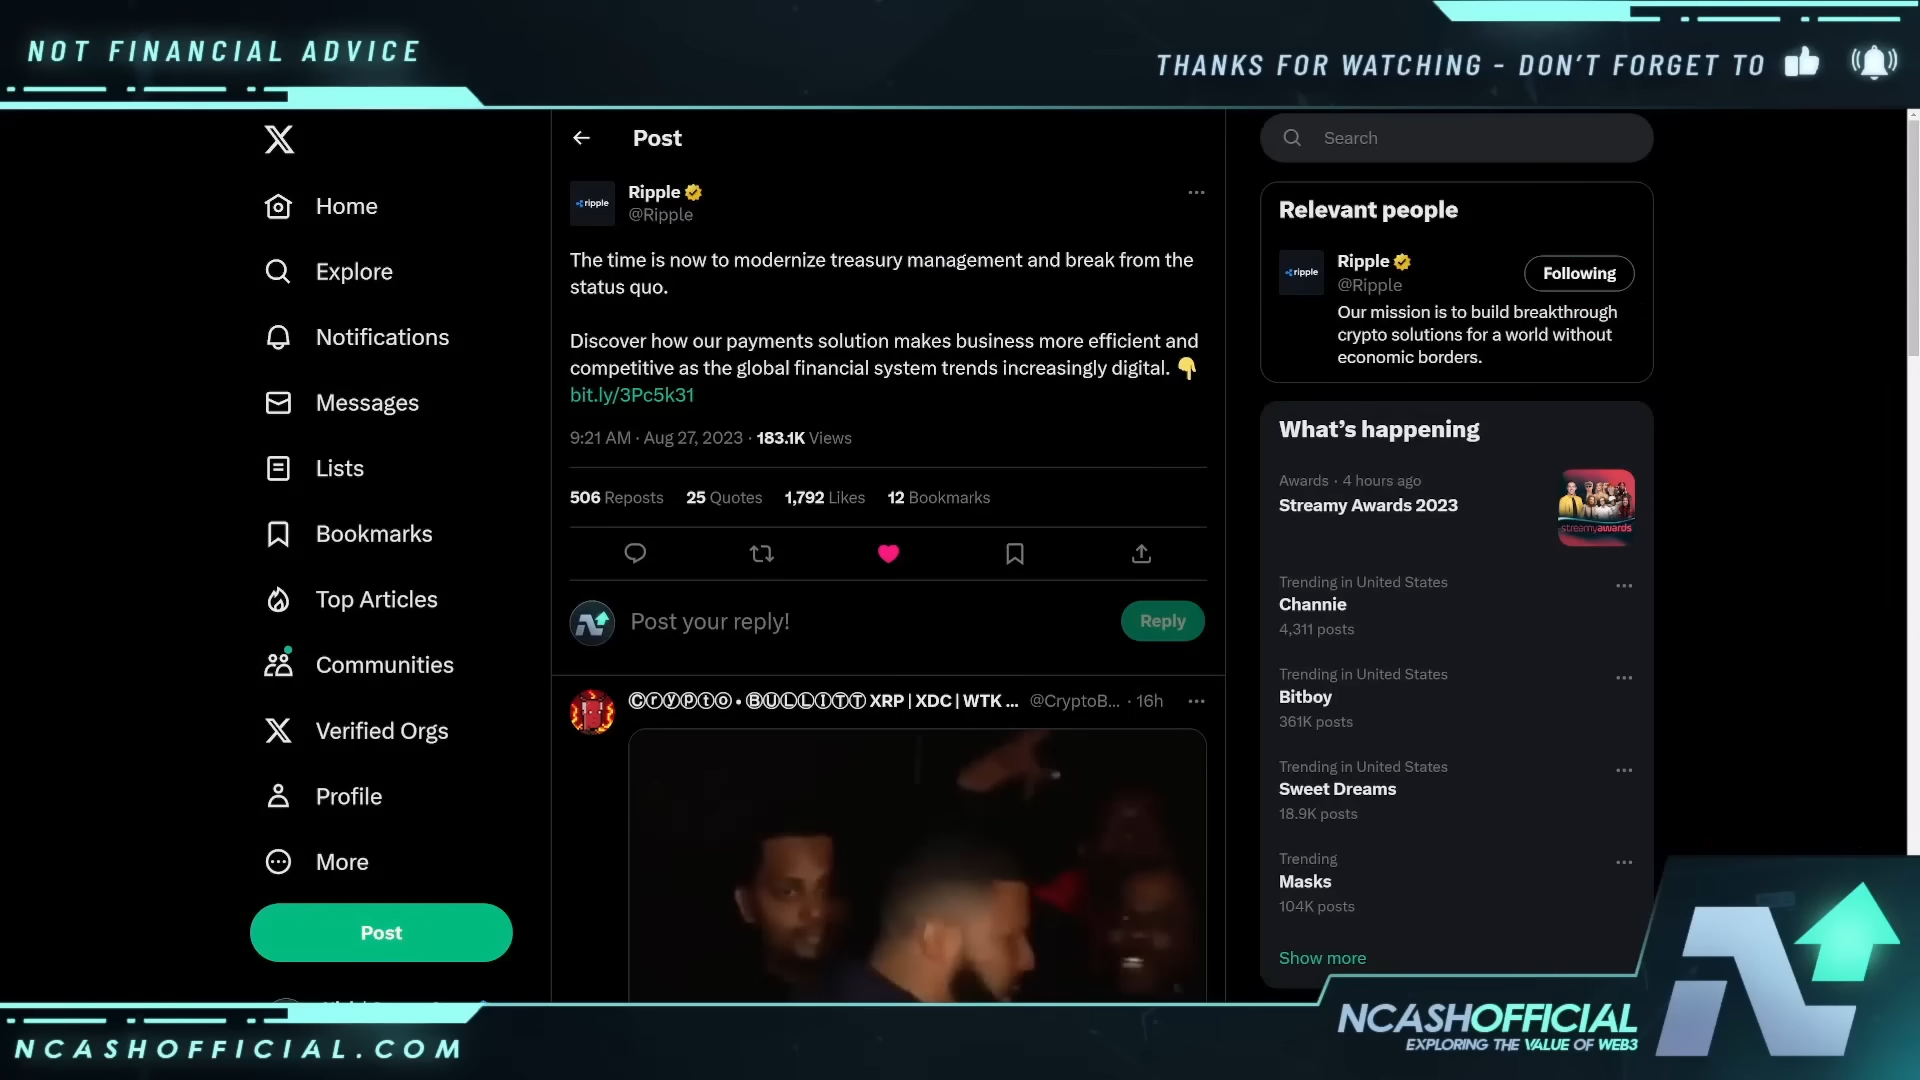 NOT FINANCIAL ADVICE
THANKS FOR WATCHING - DON'T FORGET TO
Home
Explore
Notifications
Messages
Lists
Bookmarks
Top Articles
Communities
Verified Orgs
Profile
More
Post
Post
ripple
Ripple
@Ripple
The time is now to modernize treasury management and break from the
status quo.
Discover how our payments solution makes business more efficient and
competitive as the global financial system trends increasingly digital. 👇
bit.ly/3Pc5k31
9:21 AM · Aug 27, 2023 · 183.1K Views
506 Reposts 25 Quotes 1,792 Likes 12 Bookmarks
Post your reply!
Reply
Ⓒⓡⓨⓟⓣⓞ • ⒷⓊⓁⓁⒾⓉⓉ XRP | XDC | WTK ... @CryptoB... · 16h
Search
Relevant people
ripple
Ripple
@Ripple
Following
Our mission is to build breakthrough
crypto solutions for a world without
economic borders.
What's happening
Awards · 4 hours ago
Streamy Awards 2023
streamyawards
Trending in United States
Channie
4,311 posts
Trending in United States
Bitboy
361K posts
Trending in United States
Sweet Dreams
18.9K posts
Trending
Masks
104K posts
Show more
NCASHOFFICIAL.COM
NCASHOFFICIAL
EXPLORING THE VALUE OF WEB3